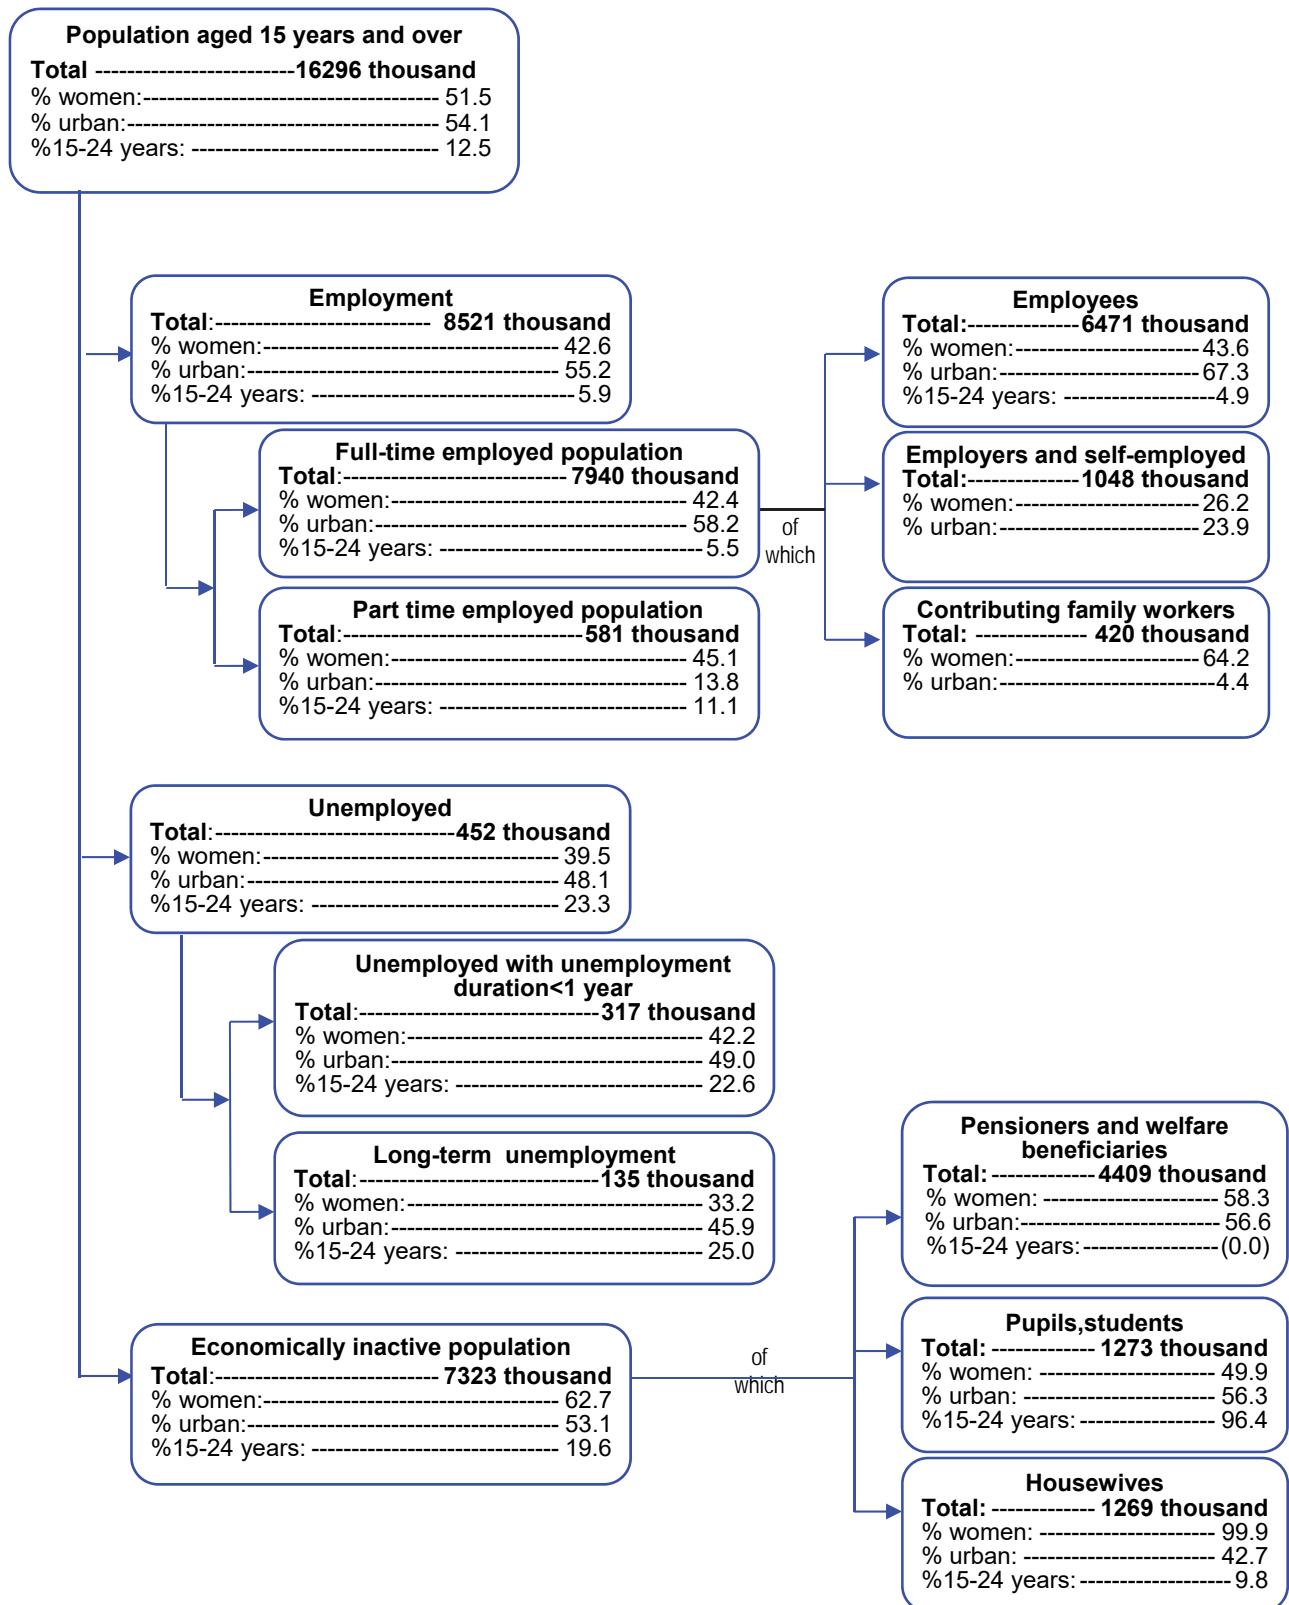 Population aged 15 years and over
Total -------------------------16296 thousand
% women:------------------------------------- 51.5
% urban:--------------------------------------- 54.1
%15-24 years: ------------------------------- 12.5
Employment
Total:--------------------------- 8521 thousand
% women:------------------------------------- 42.6
% urban:--------------------------------------- 55.2
%15-24 years: ---------------------------------5.9
Full-time employed population
Total:---------------------------- 7940 thousand
% women:------------------------------------- 42.4
% urban:--------------------------------------- 58.2
%15-24 years: --------------------------------- 5.5
Part time employed population
Total:------------------------------581 thousand
% women:------------------------------------- 45.1
% urban:--------------------------------------- 13.8
%15-24 years: ------------------------------- 11.1
of
which
Employees
Total:--------------6471 thousand
% women:-----------------------43.6
% urban:-------------------------67.3
%15-24 years: -------------------4.9
Employers and self-employed
Total:--------------1048 thousand
% women:-----------------------26.2
% urban:-------------------------23.9
Contributing family workers
Total: -------------- 420 thousand
% women:-----------------------64.2
% urban:---------------------------4.4
Unemployed
Total:------------------------------452 thousand
% women:------------------------------------- 39.5
% urban:--------------------------------------- 48.1
%15-24 years: ------------------------------- 23.3
Unemployed with unemployment
duration<1 year
Total:------------------------------317 thousand
% women:------------------------------------- 42.2
% urban:--------------------------------------- 49.0
%15-24 years: ------------------------------- 22.6
Long-term unemployment
Total:------------------------------135 thousand
% women:------------------------------------- 33.2
% urban:--------------------------------------- 45.9
%15-24 years: ------------------------------- 25.0
Economically inactive population
Total:---------------------------- 7323 thousand
% women:------------------------------------- 62.7
% urban:--------------------------------------- 53.1
%15-24 years: ------------------------------- 19.6
of
which
Pensioners and welfare
beneficiaries
Total: -------------4409 thousand
% women: ---------------------- 58.3
% urban:------------------------- 56.6
%15-24 years:-----------------(0.0)
Pupils,students
Total: ------------- 1273 thousand
% women: ----------------------- 49.9
% urban: ------------------------ 56.3
%15-24 years:------------------ 96.4
Housewives
Total: ------------- 1269 thousand
% women: ---------------------- 99.9
% urban: ------------------------ 42.7
%15-24 years:------------------- 9.8